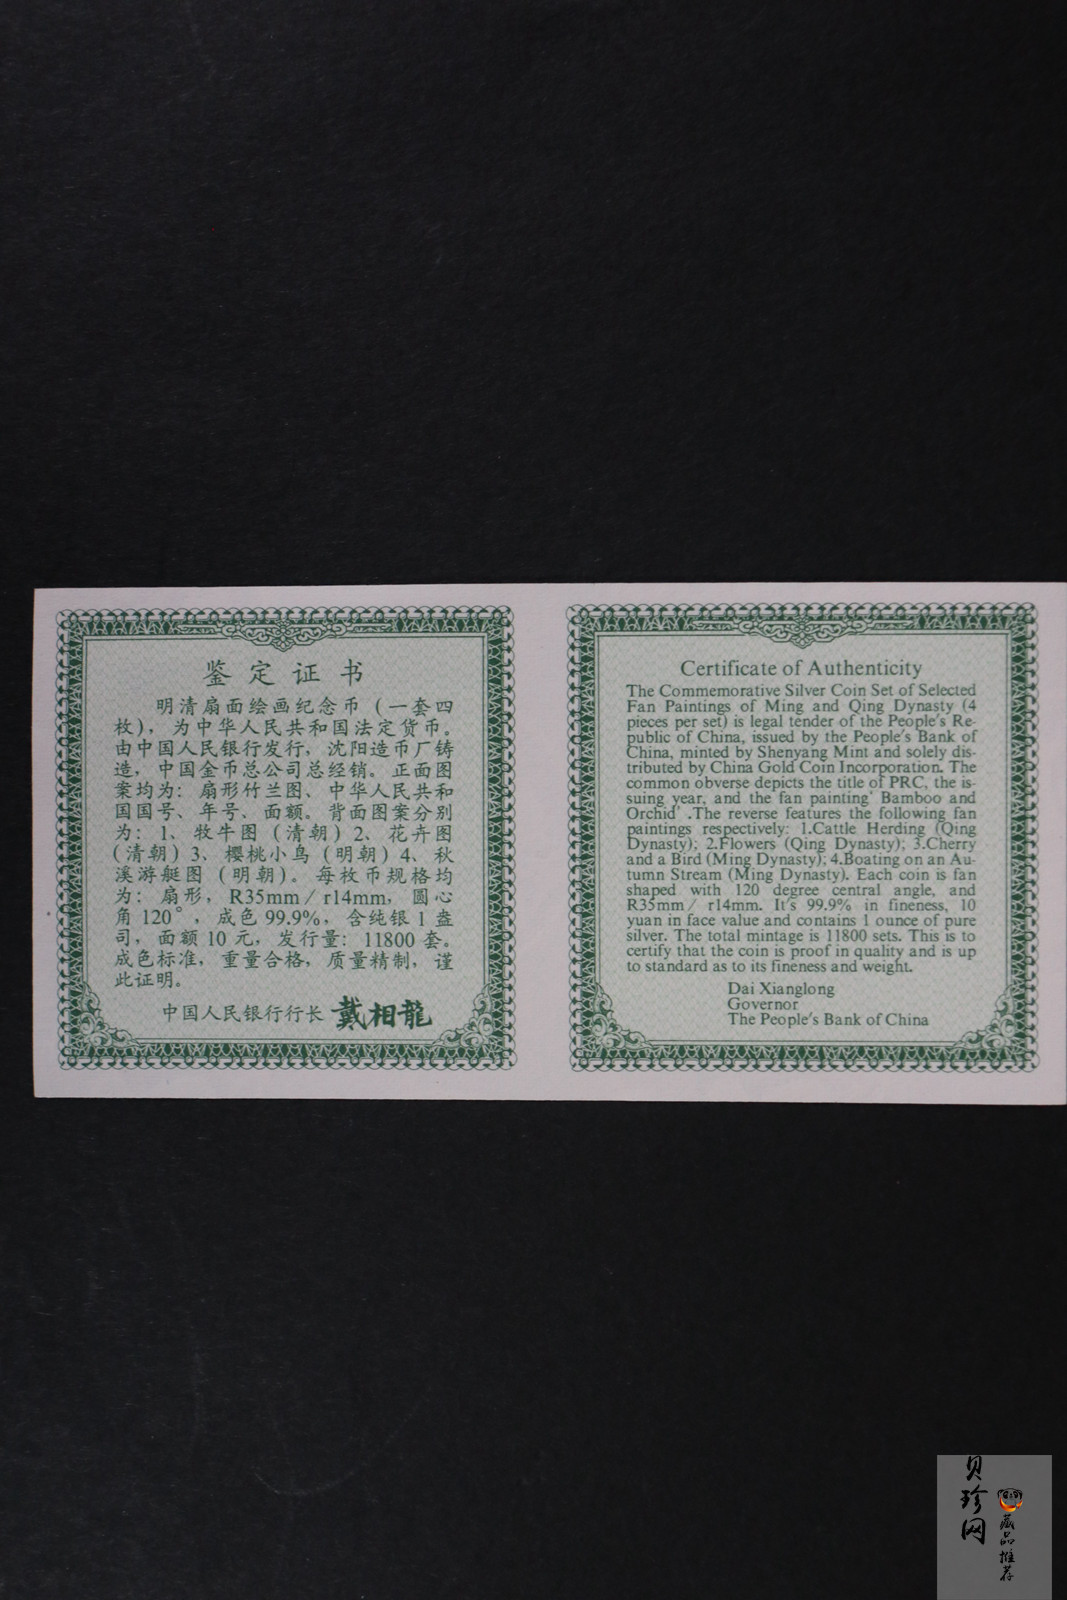 鉴定证书
明清扇面绘画纪念币（一套四
枚），为中华人民共和国法定货币。
由中国人民银行发行，沈阳造币厂铸
造，中国金币总公司总经销。正面图
案均为：扇形竹兰图、中华人民共和
国国号、年号、面额。背面图案分别
为：1、牧牛图（清朝）2、花卉图
（清朝）3、樱桃小鸟（明朝）4、秋
溪游艇图（明朝）。每枚币规格均
为：扇形，R35mm／r14mm，圆心
角120°，成色99.9%，含纯银1盎
司，面额10元，发行量：11800套。
成色标准，重量合格，质量精制，谨
此证明。
中国人民银行行长 戴相龍
Certificate of Authenticity
The Commemorative Silver Coin Set of Selected
Fan Paintings of Ming and Qing Dynasty (4
pieces per set) is legal tender of the People's Re-
public of China, issued by the People's Bank of
China, minted by Shenyang Mint and solely dis-
tributed by China Gold Coin Incorporation. The
common obverse depicts the title of PRC, the is-
suing year, and the fan painting' Bamboo and
Orchid' .The reverse features the following fan
paintings respectively: 1.Cattle Herding (Qing
Dynasty); 2.Flowers (Qing Dynasty); 3.Cherry
and a Bird (Ming Dynasty); 4.Boating on an Au-
tumn Stream (Ming Dynasty). Each coin is fan
shaped with 120 degree central angle, and
R35mm/ r14mm. It's 99.9% in fineness, 10
yuan in face value and contains 1 ounce of pure
silver. The total mintage is 11800 sets. This is to
certify that the coin is proof in quality and is up
to standard as to its fineness and weight.
Dai Xianglong
Governor
The People's Bank of China
贝珍网
藏品推荐